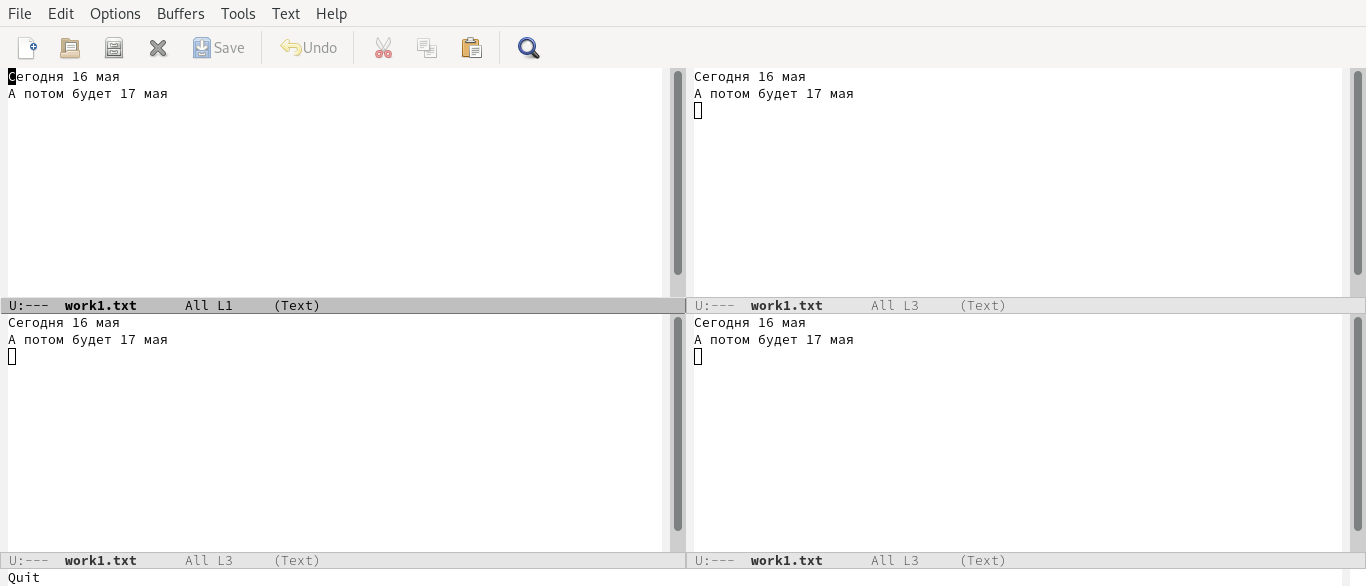 File Edit Options Buffers Tools Text Help
Save Undo
Сегодня 16 мая
А потом будет 17 мая
U:--- work1.txt All L1 (Text)
Сегодня 16 мая
А потом будет 17 мая
U:--- work1.txt All L3 (Text)
Сегодня 16 мая
А потом будет 17 мая
U:--- work1.txt All L3 (Text)
Сегодня 16 мая
А потом будет 17 мая
U:--- work1.txt All L3 (Text)
Quit